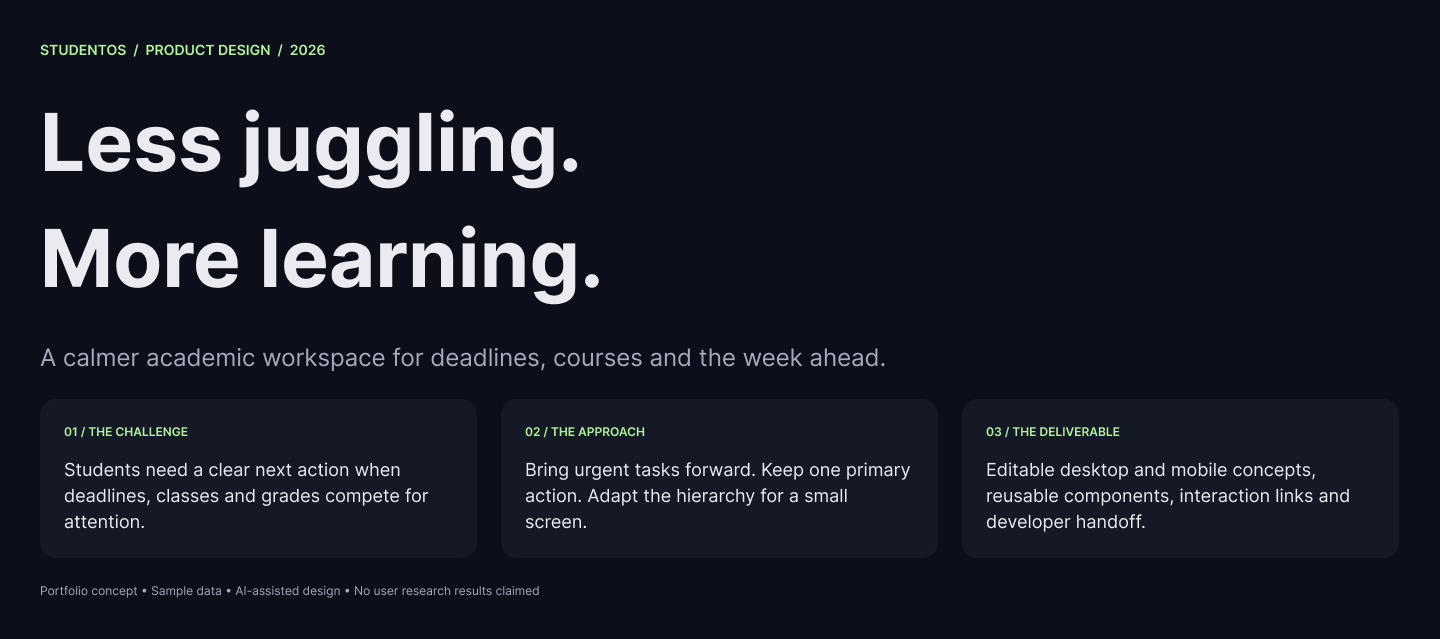 STUDENTOS / PRODUCT DESIGN / 2026
Less juggling.
More learning.
A calmer academic workspace for deadlines, courses and the week ahead.
01 / THE CHALLENGE
Students need a clear next action when
deadlines, classes and grades compete for
attention.
02 / THE APPROACH
Bring urgent tasks forward. Keep one primary
action. Adapt the hierarchy for a small
screen.
03 / THE DELIVERABLE
Editable desktop and mobile concepts,
reusable components, interaction links and
developer handoff.
Portfolio concept • Sample data • AI-assisted design • No user research results claimed